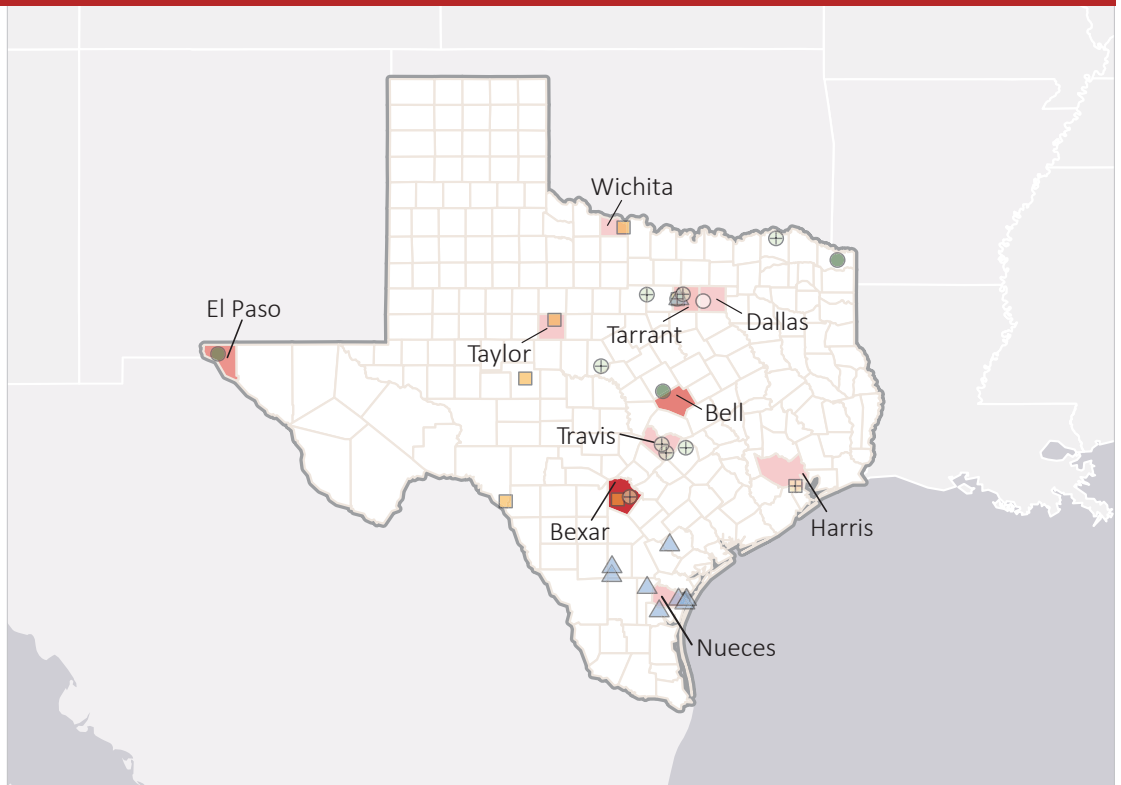 Wichita
El Paso
Dallas
Tarrant
Taylor
Bell
Travis
Harris
Bexar
Nueces